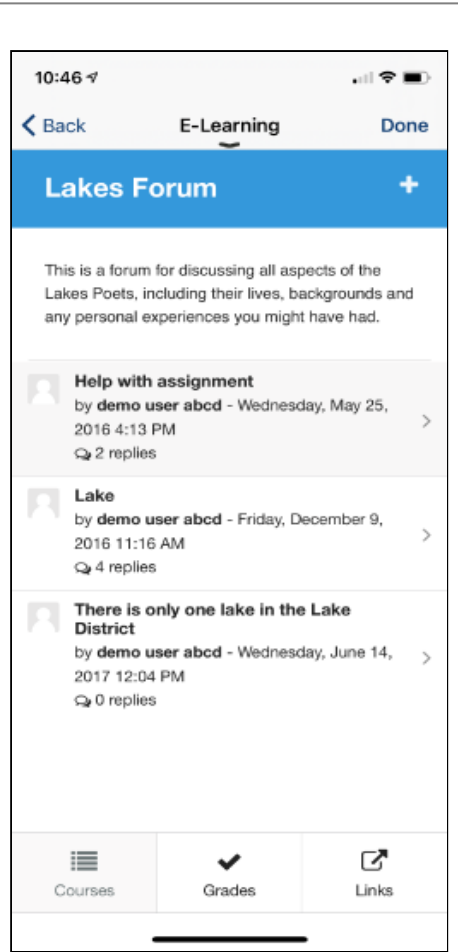 10:46
Back
E-Learning
Done
Lakes Forum
+
This is a forum for discussing all aspects of the
Lakes Poets, including their lives, backgrounds and
any personal experiences you might have had.
Help with assignment
by demo user abcd - Wednesday, May 25,
2016 4:13 PM
2 replies
Lake
by demo user abcd - Friday, December 9,
2016 11:16 AM
4 replies
There is only one lake in the Lake
District
by demo user abcd - Wednesday, June 14,
2017 12:04 PM
0 replies
Courses
Grades
Links